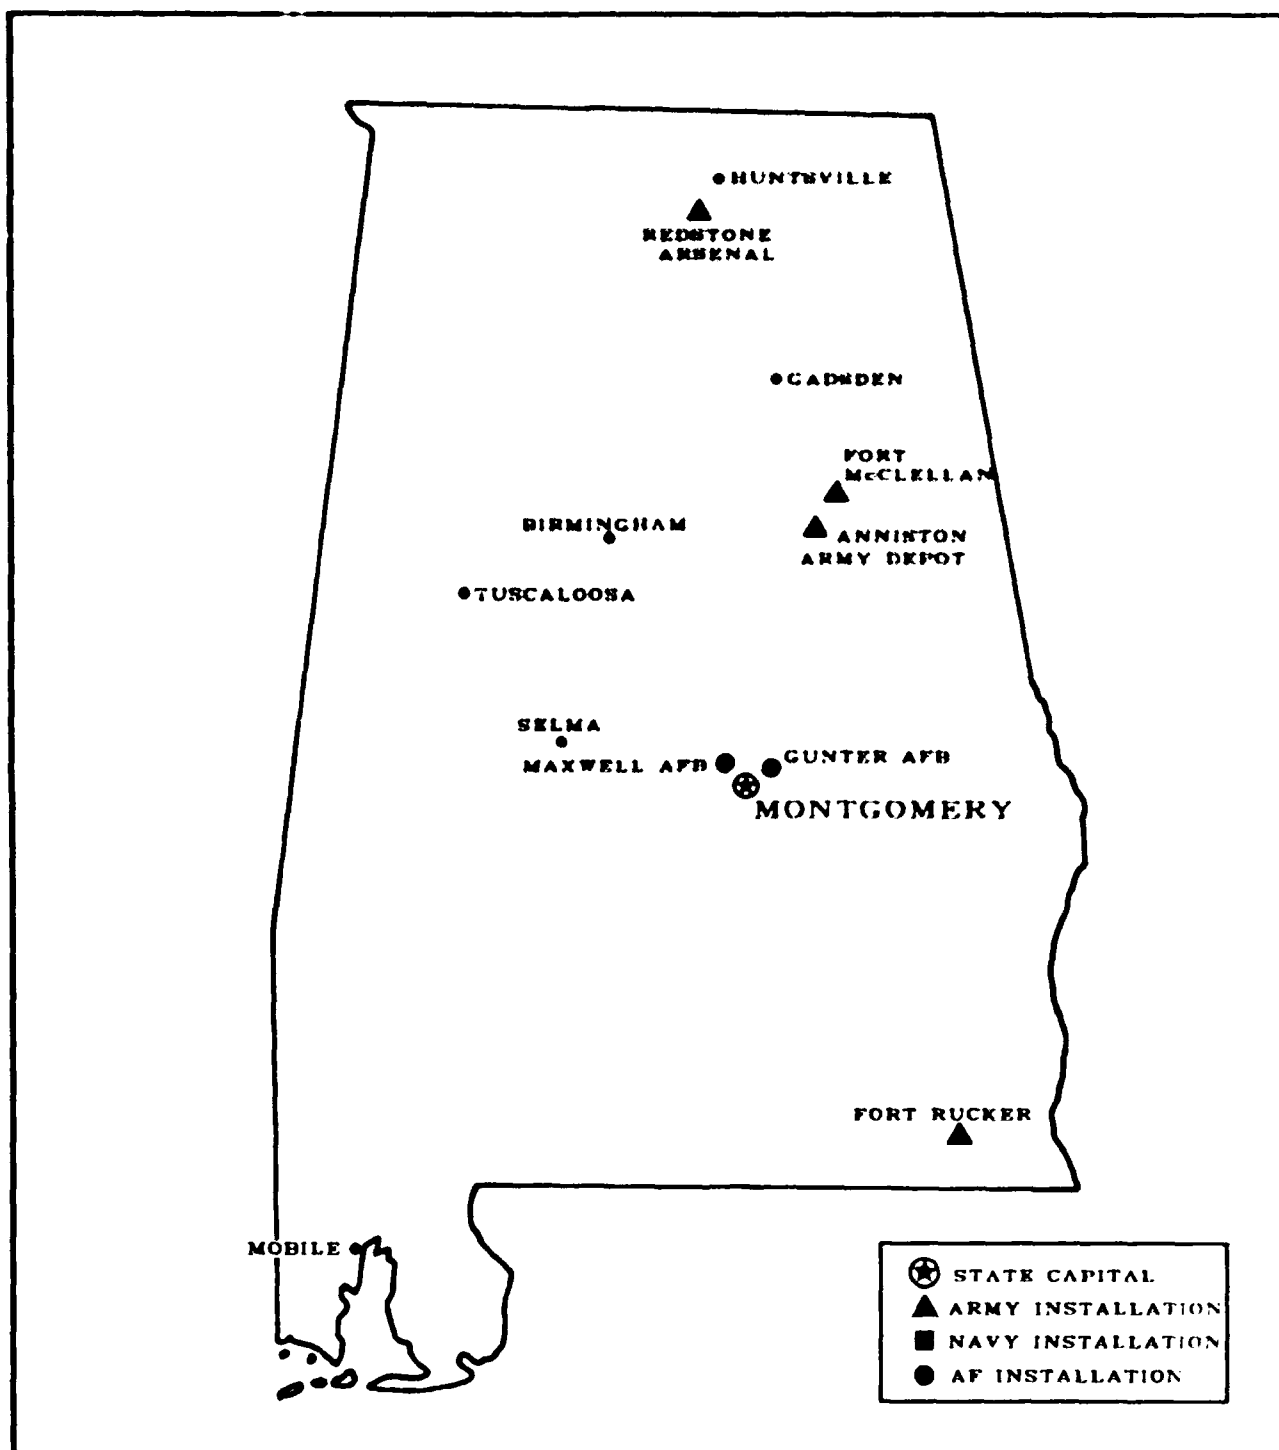 HUNTSVILLE
REDSTONE
ARSENAL
GADSDEN
FORT
McCLELLAN
BIRMINGHAM
ANNISTON
ARMY DEPOT
TUSCALOOSA
SELMA
MAXWELL AFB
GUNTER AFB
MONTGOMERY
FORT RUCKER
MOBILE
STATE CAPITAL
ARMY INSTALLATION
NAVY INSTALLATION
AF INSTALLATION